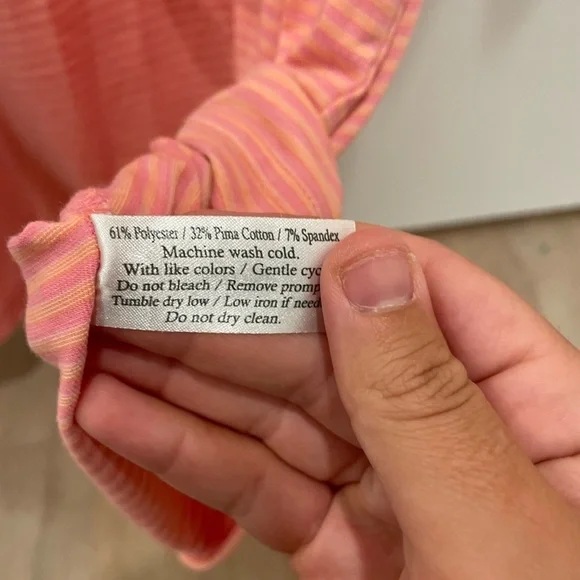 61% Polyester / 32% Pima Cotton / 7% Spandex
Machine wash cold.
With like colors / Gentle
Do not bleach / Remove
Tumble dry low / Low iron if
Do not dry clean.